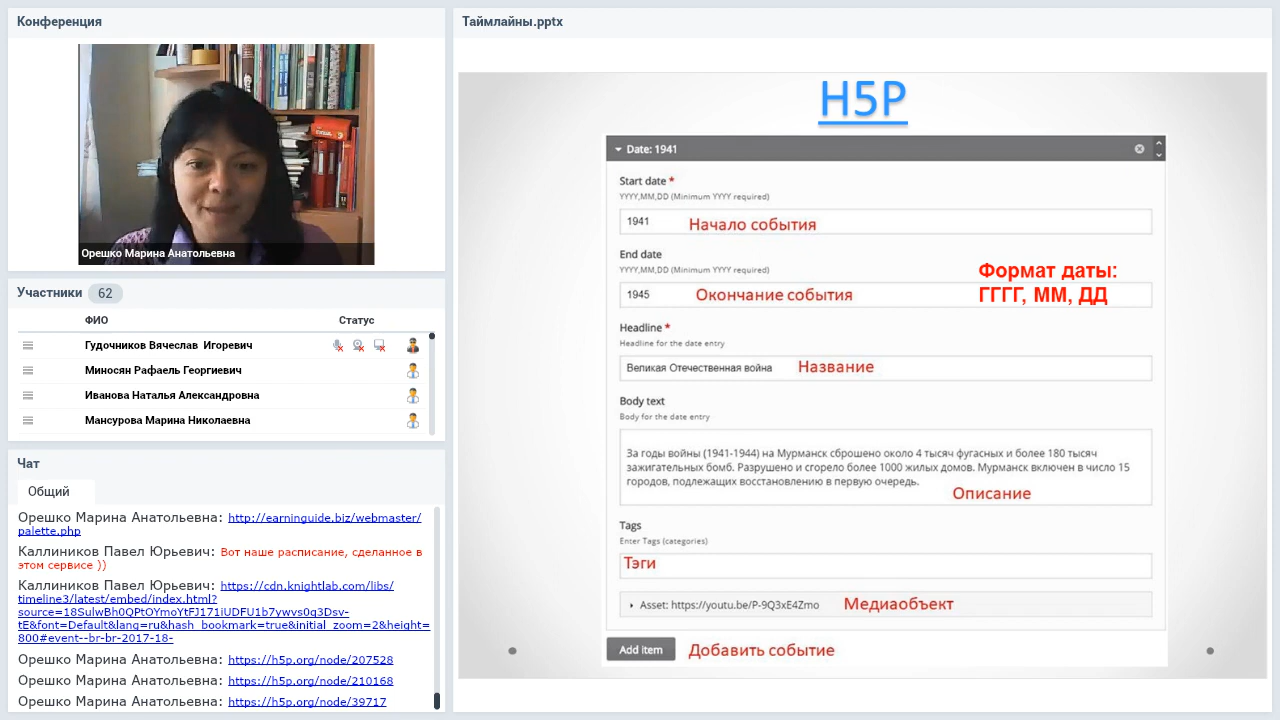 Конференция
Орешко Марина Анатольевна
Участники 62
ФИО Статус
Гудочников Вячеслав Игоревич
Миносян Рафаель Георгиевич
Иванова Наталья Александровна
Мансурова Марина Николаевна
Чат
Общий
Орешко Марина Анатольевна: http://earninguide.biz/webmaster/
palette.php
Каллиников Павел Юрьевич: Вот наше расписание, сделанное в
этом сервисе ))
Каллиников Павел Юрьевич: https://cdn.knightlab.com/libs/
timeline3/latest/embed/index.html?
source=18SulwBh0QPtOYmoYtFJ171iUDFU1b7ywvs0q3Dsv-
tE&font=Default&lang=ru&hash_bookmark=true&initial_zoom=2&height=
800#event--br-br-2017-18-
Орешко Марина Анатольевна: https://h5p.org/node/207528
Орешко Марина Анатольевна: https://h5p.org/node/210168
Орешко Марина Анатольевна: https://h5p.org/node/39717
Таймлайны.pptx
H5P
Date: 1941
Start date *
YYYY,MM,DD (Minimum YYYY required)
1941 Начало события
End date
YYYY,MM,DD (Minimum YYYY required)
Формат даты:
1945 Окончание события ГГГГ, ММ, ДД
Headline *
Headline for the date entry
Великая Отечественная война Название
Body text
Body for the date entry
За годы войны (1941-1944) на Мурманск сброшено около 4 тысяч фугасных и более 180 тысяч
зажигательных бомб. Разрушено и сгорело более 1000 жилых домов. Мурманск включен в число 15
городов, подлежащих восстановлению в первую очередь.
Описание
Tags
Enter Tags (categories)
Тэги
Asset: https://youtu.be/P-9Q3xE4Zmo Медиаобъект
Add item Добавить событие